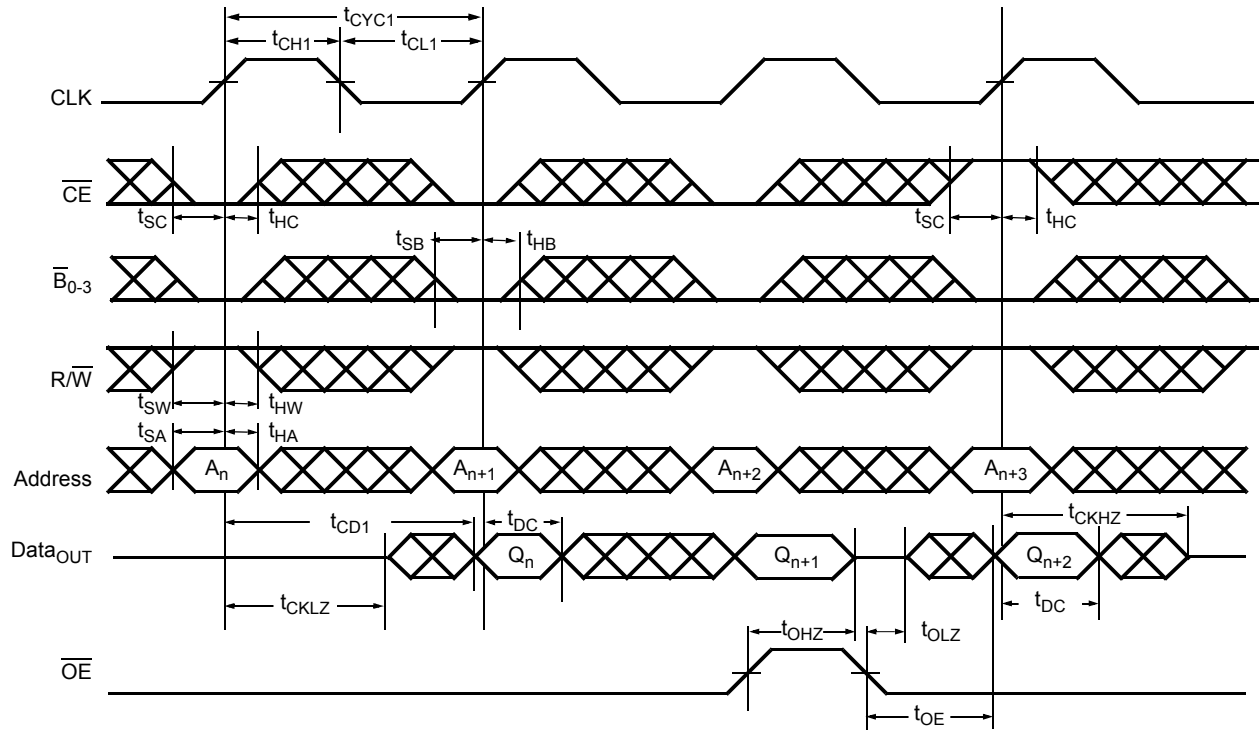 tCYC1
tCH1 tCL1
CLK
CE
tSC tHC tSC tHC
tSB tHB
B0-3
R/W
tSW tHW
tSA tHA
Address An An+1 An+2 An+3
tCD1 tDC tCKHZ
DataOUT Qn Qn+1 Qn+2
tCKLZ tDC
tOHZ tOLZ
OE
tOE